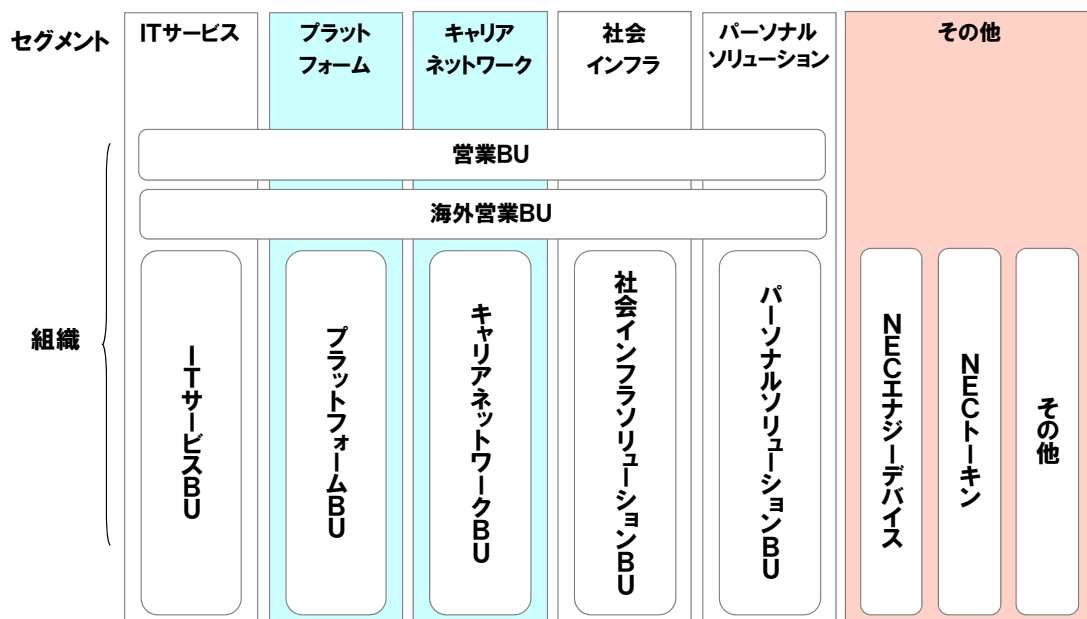 セグメント
ITサービス
プラット
フォーム
キャリア
ネットワーク
社会
インフラ
パーソナル
ソリューション
その他
営業BU
海外営業BU
組織
ITサービスBU
プラットフォームBU
キャリアネットワークBU
社会インフラソリューションBU
パーソナルソリューションBU
NECエナジーデバイス
NECトーキン
その他